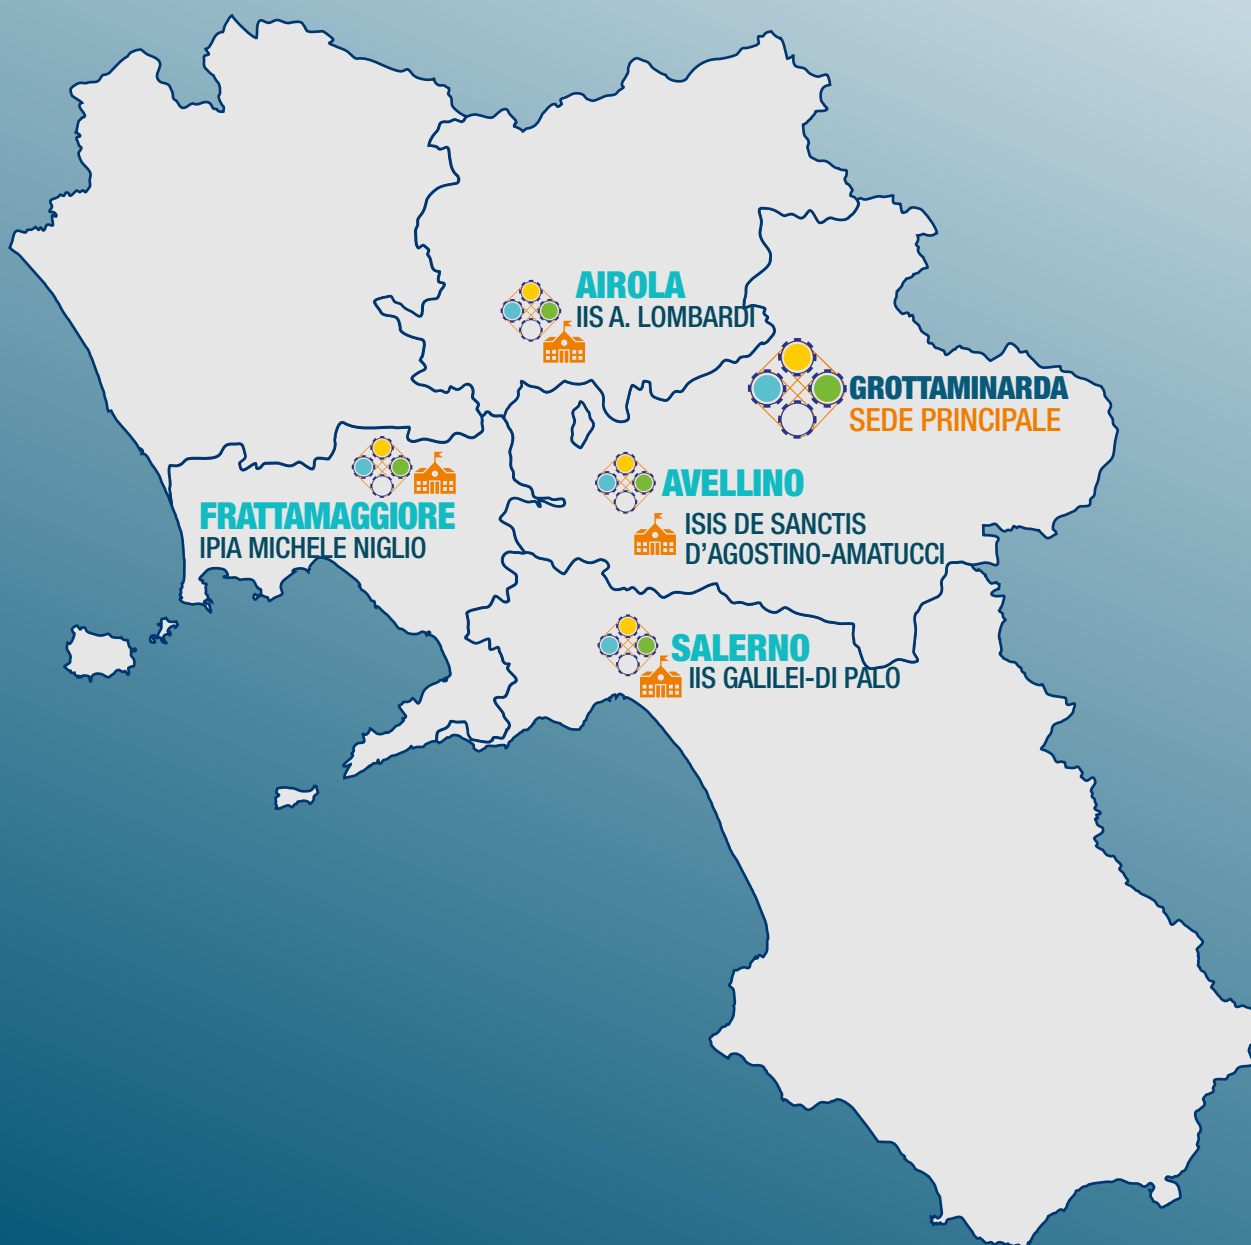 AIROLA
IIS A. LOMBARDI
GROTTAMINARDA
SEDE PRINCIPALE
FRATTAMAGGIORE
IPIA MICHELE NIGLIO
AVELLINO
ISIS DE SANCTIS
D'AGOSTINO-AMATUCCI
SALERNO
IIS GALILEI-DI PALO